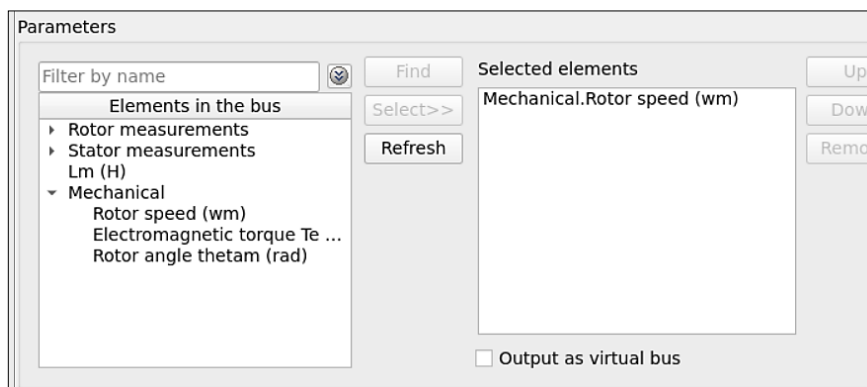 Parameters
Filter by name
Find
Selected elements
Up
Elements in the bus
Select>>
Mechanical.Rotor speed (wm)
Rotor measurements
Stator measurements
Refresh
Lm (H)
Mechanical
Rotor speed (wm)
Electromagnetic torque Te ...
Rotor angle thetam (rad)
Output as virtual bus